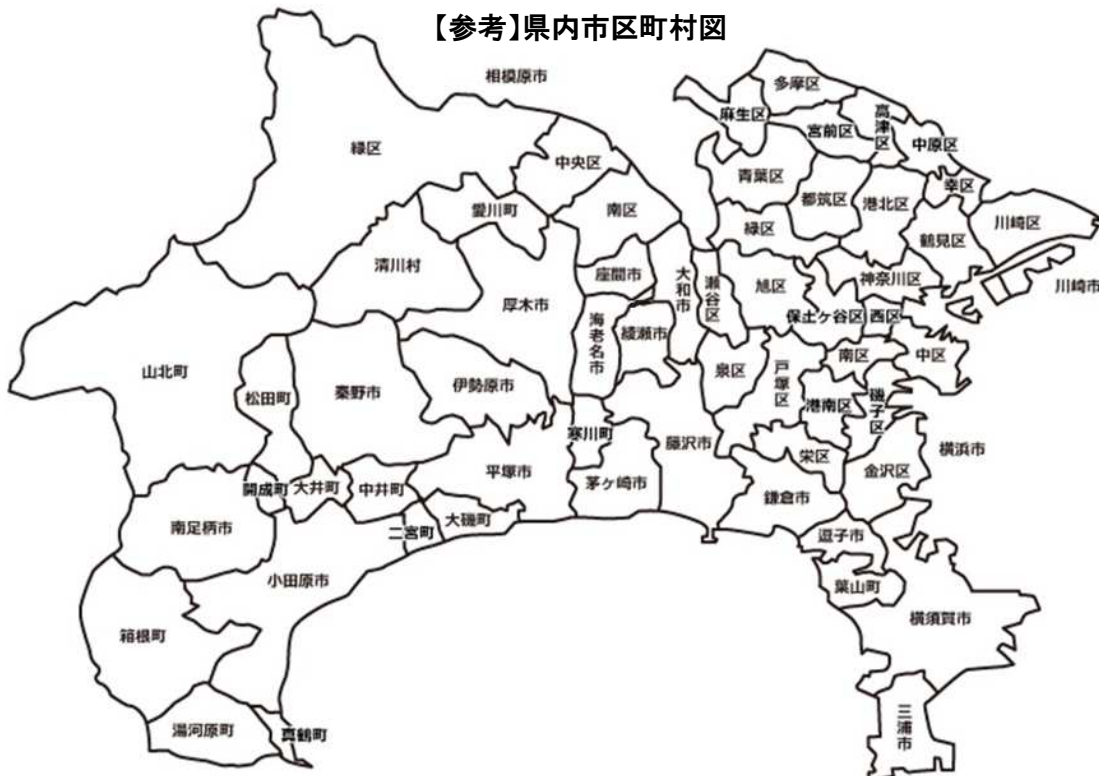 【参考】県内市区町村図
相模原市
緑区
中央区
南区
愛川町
清川村
厚木市
座間市
海老名市
綾瀬市
大和市
瀬谷区
麻生区
多摩区
宮前区
高津区
中原区
幸区
川崎区
川崎市
青葉区
都筑区
港北区
鶴見区
緑区
旭区
神奈川区
保土ヶ谷区
西区
中区
南区
泉区
戸塚区
港南区
磯子区
栄区
金沢区
横浜市
山北町
松田町
秦野市
伊勢原市
寒川町
藤沢市
開成町
大井町
中井町
平塚市
茅ヶ崎市
鎌倉市
南足柄市
二宮町
大磯町
逗子市
小田原市
葉山町
箱根町
横須賀市
湯河原町
真鶴町
三浦市